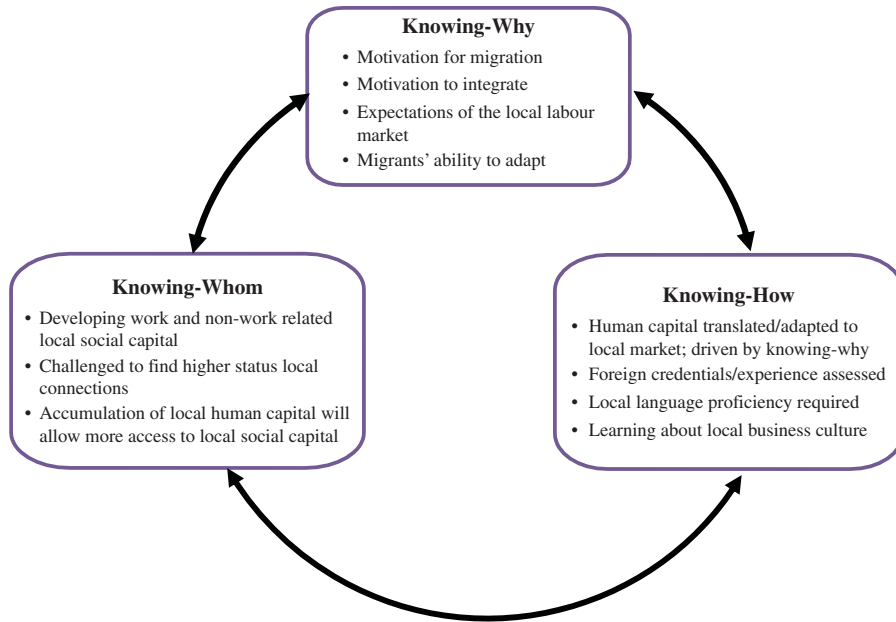 Knowing-Why
• Motivation for migration
• Motivation to integrate
• Expectations of the local labour
market
• Migrants’ ability to adapt
Knowing-Whom
• Developing work and non-work related
local social capital
• Challenged to find higher status local
connections
• Accumulation of local human capital will
allow more access to local social capital
Knowing-How
• Human capital translated/adapted to
local market; driven by knowing-why
• Foreign credentials/experience assessed
• Local language proficiency required
• Learning about local business culture